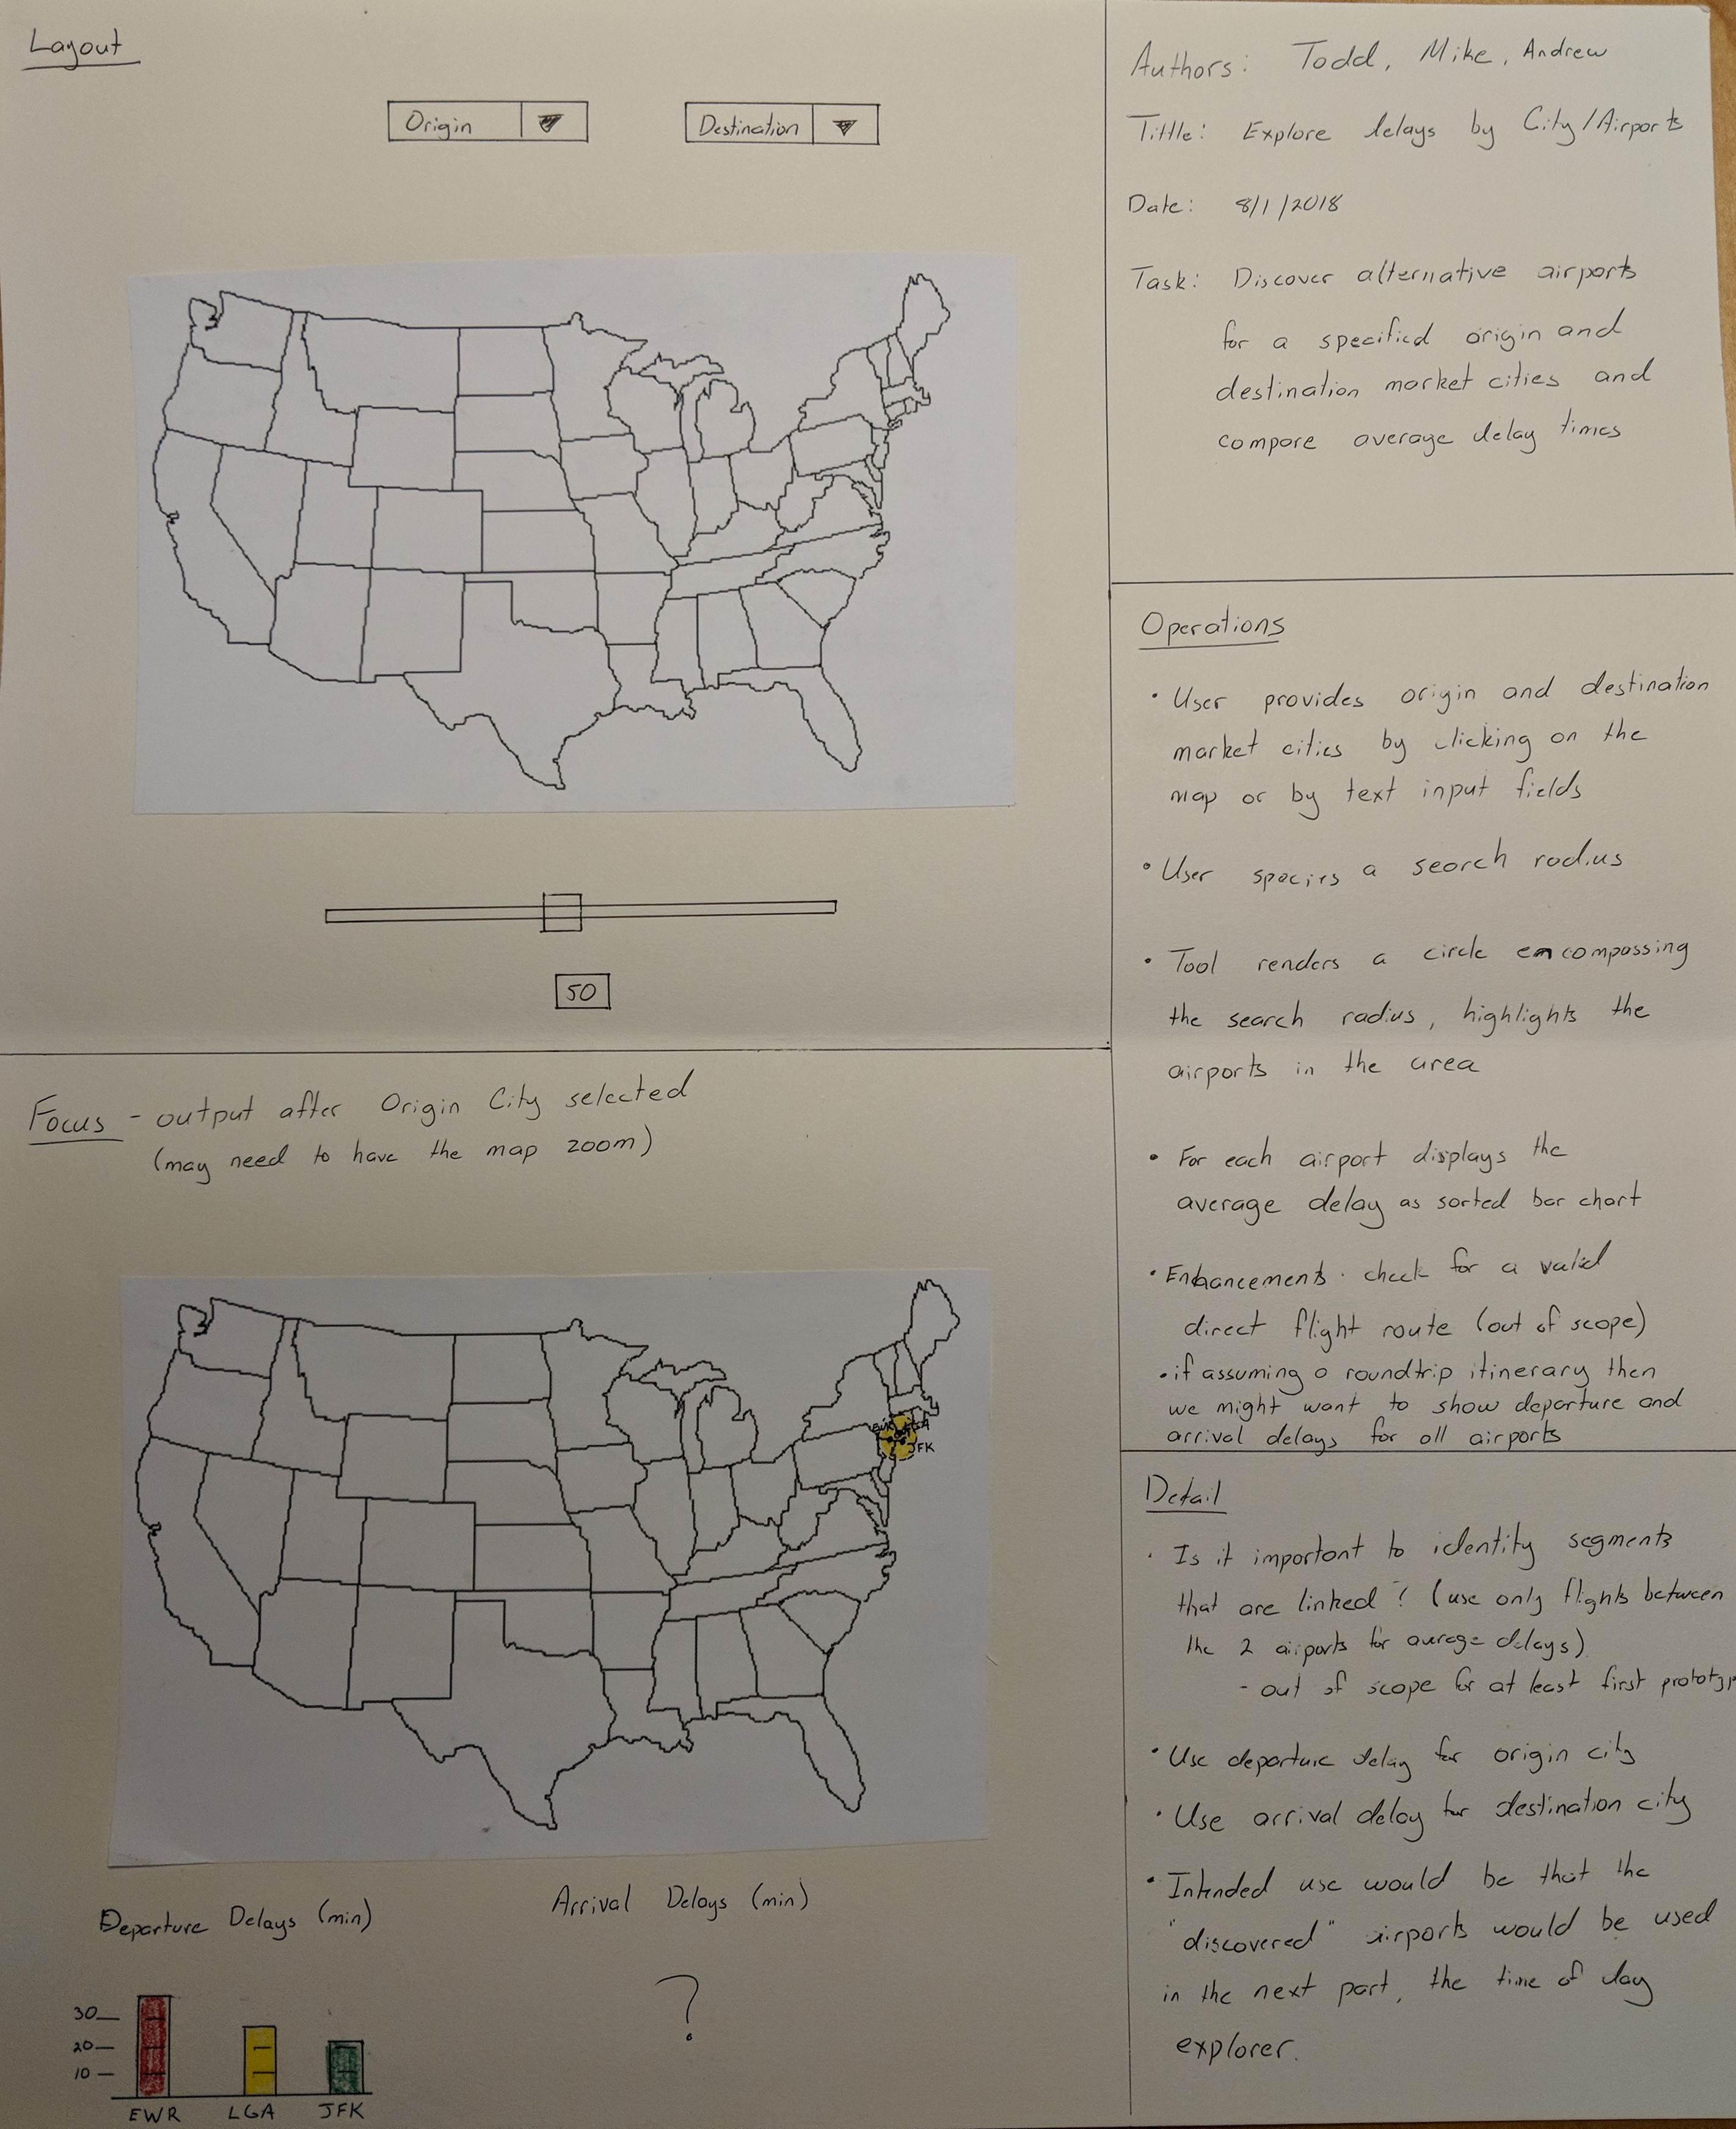 Layout
Origin
Destination
50
Focus - output after Origin City selected
(may need to have the map zoom)
JFK
Departure Delays (min)
Arrival Delays (min)
?
30
20
10
EWR LGA JFK
Authors: Todd, Mike, Andrew
Tittle: Explore delays by City/Airports
Date: 8/1/2018
Task: Discover alternative airports
for a specified origin and
destination market cities and
compare average delay times
Operations
• User provides origin and destination
market cities by clicking on the
map or by text input fields
• User a search radius
• Tool renders a circle encompassing
the search radius, highlights the
airports in the area
• For each airport displays the
average delay as sorted bar chart
• Enhancements. check for a valid
direct flight route (out of scope)
• if assuming a roundtrip itinerary then
we might want to show departure and
arrival delays for all airports
Detail
• Is it important to identity segments
that are linked? (use only flights between
the 2 airports for averge delays)
- out of scope for at least first prototyp
• Use departure delay for origin city
• Use arrival delay for destination city
• Intended use would be that the
"discovered" airports would be used
in the next part, the time of day
explorer.